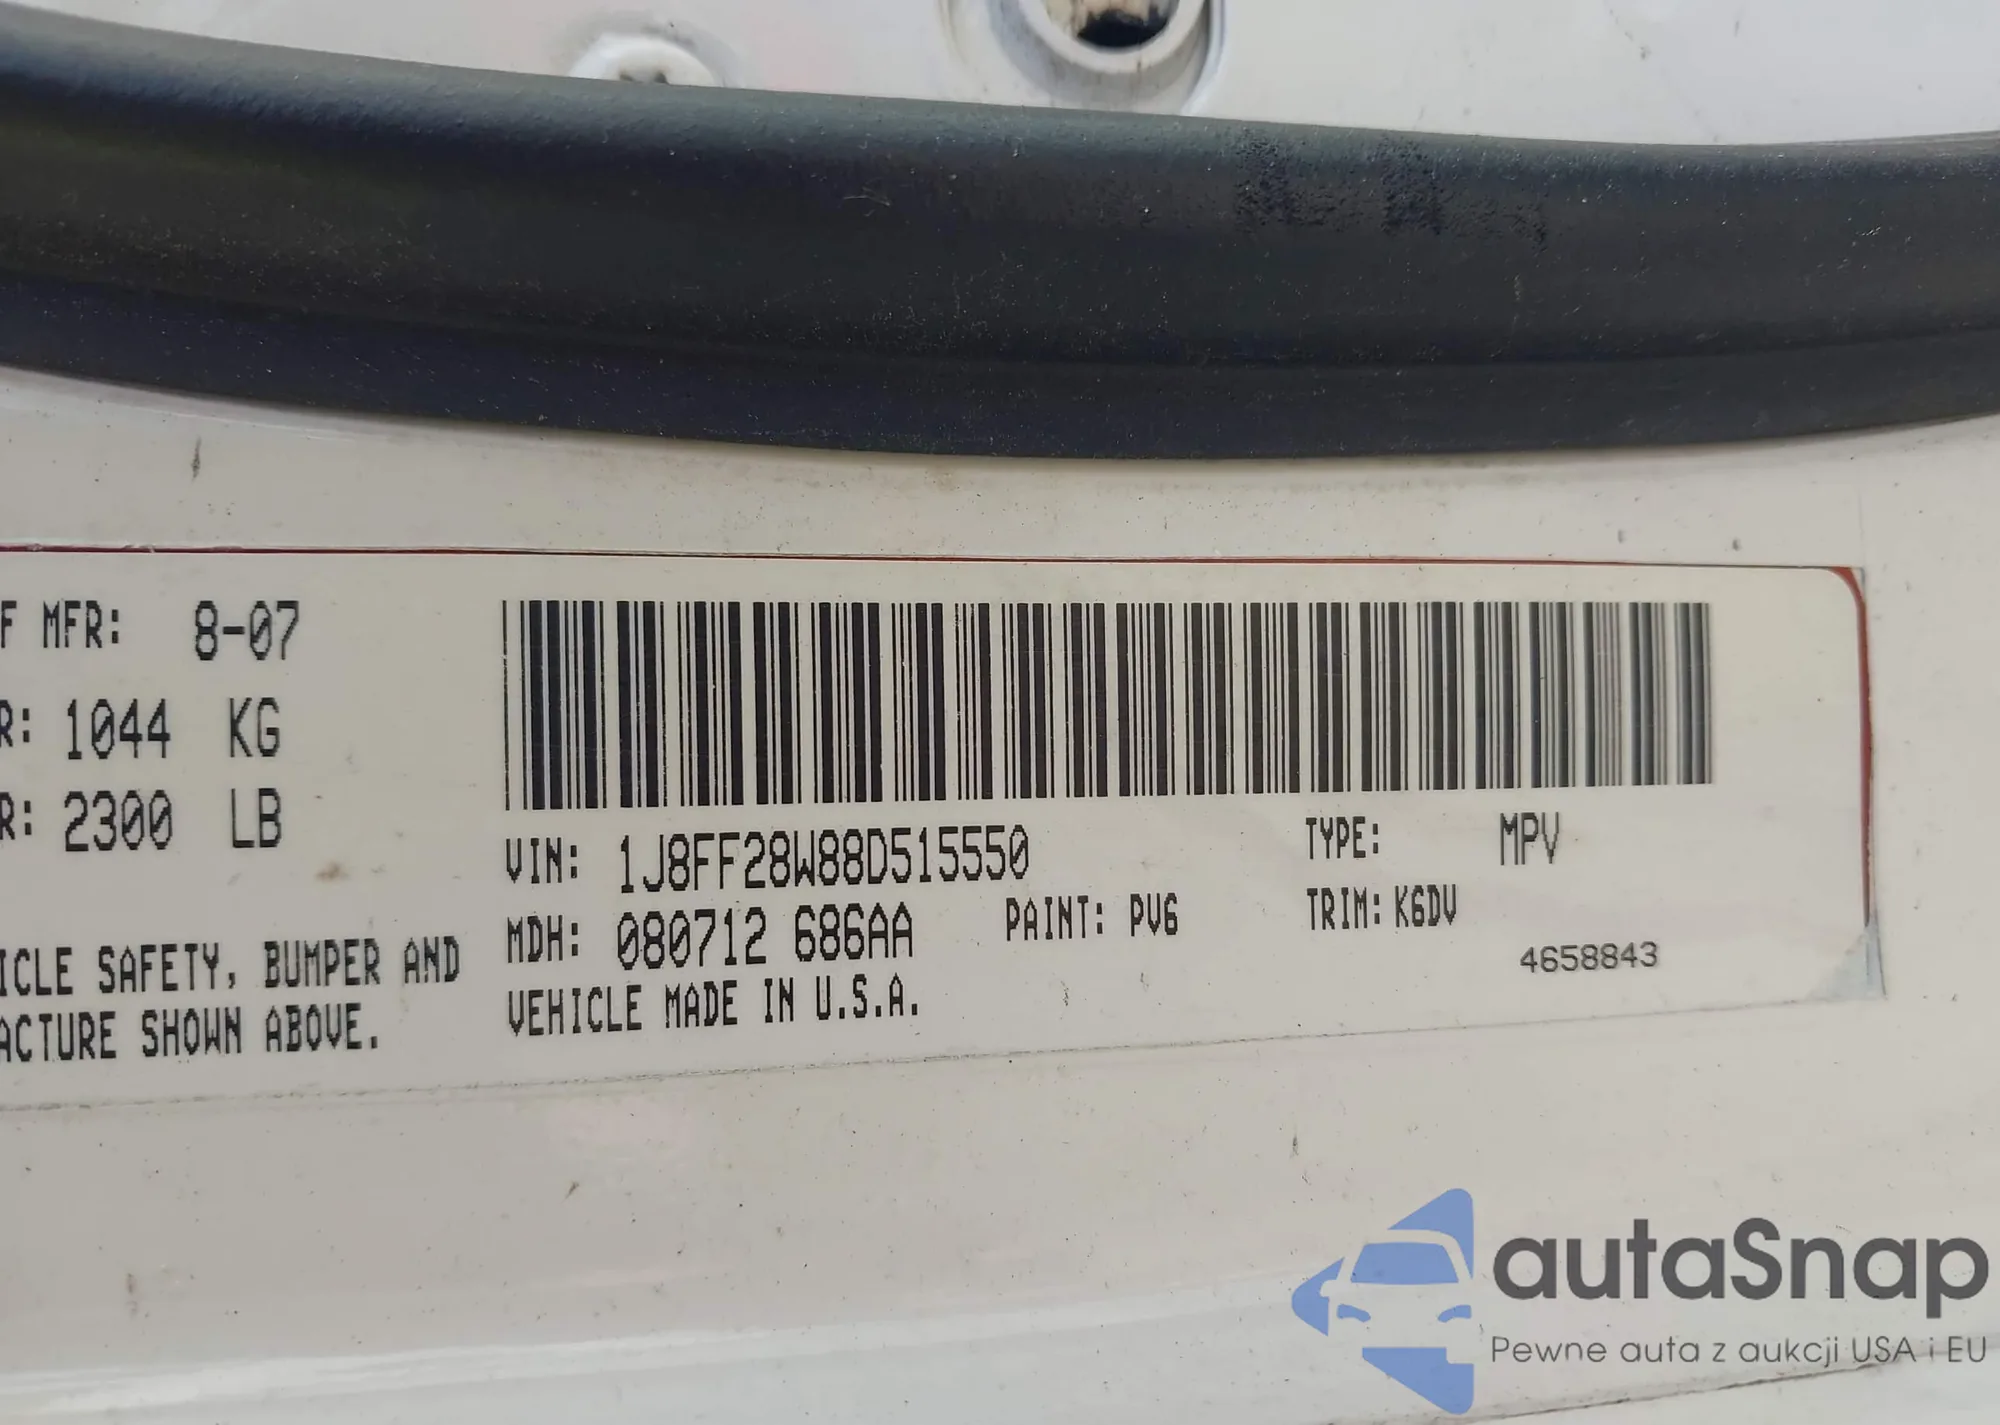 F MFR: 8-07
R: 1044 KG
R: 2300 LB
ICLE SAFETY, BUMPER AND
ACTURE SHOWN ABOVE.
VIN: 1J8FF28W88D515550
TYPE: MPV
MDH: 080712 686AA
PAINT: PV6
TRIM: K6DV
VEHICLE MADE IN U.S.A.
4658843
autaSnap
Pewne auta z aukcji USA i EU